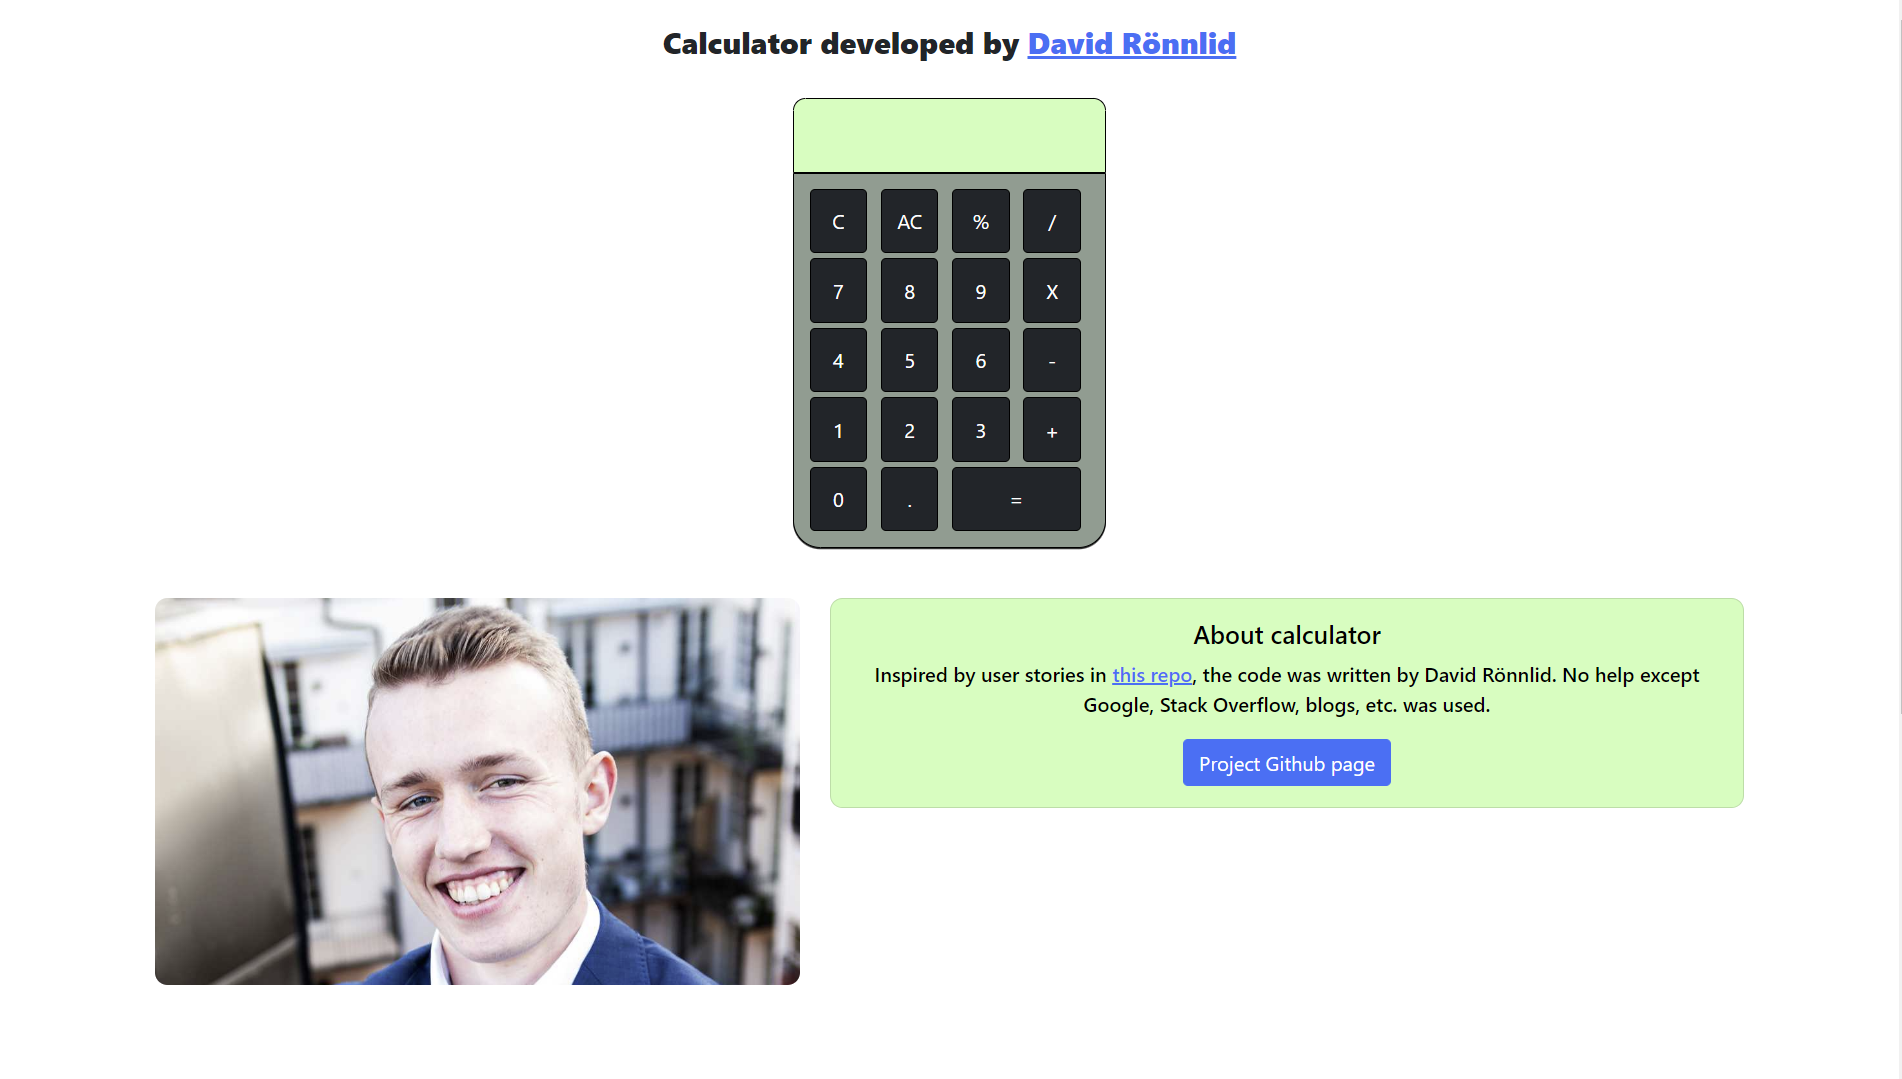 Calculator developed by David Rönnlid
C AC % /
7 8 9 X
4 5 6 -
1 2 3 +
0 . =
About calculator
Inspired by user stories in this repo, the code was written by David Rönnlid. No help except
Google, Stack Overflow, blogs, etc. was used.
Project Github page